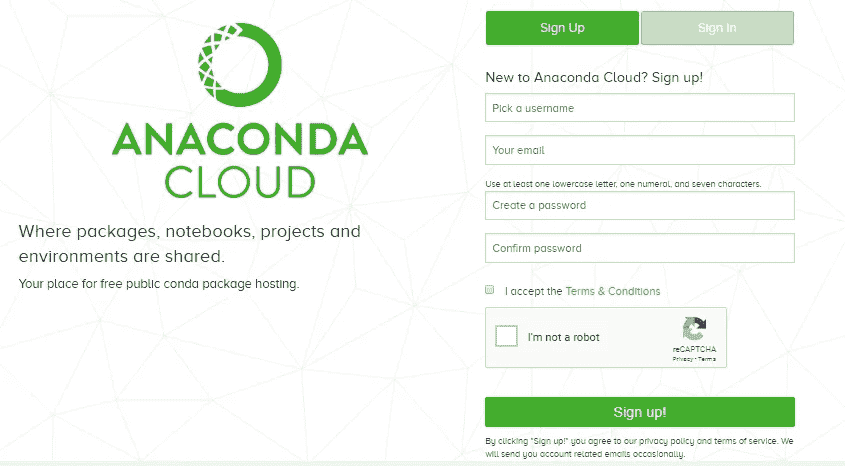 ANACONDA
CLOUD
Where packages, notebooks, projects and
environments are shared.
Your place for free public conda package hosting.
Sign Up
Sign In
New to Anaconda Cloud? Sign up!
Pick a username
Your email
Use at least one lowercase letter, one numeral, and seven characters.
Create a password
Confirm password
I accept the Terms & Conditions
I'm not a robot
reCAPTCHA
Privacy - Terms
Sign up!
By clicking "Sign up!" you agree to our privacy policy and terms of service. We
will send you account related emails occasionally.